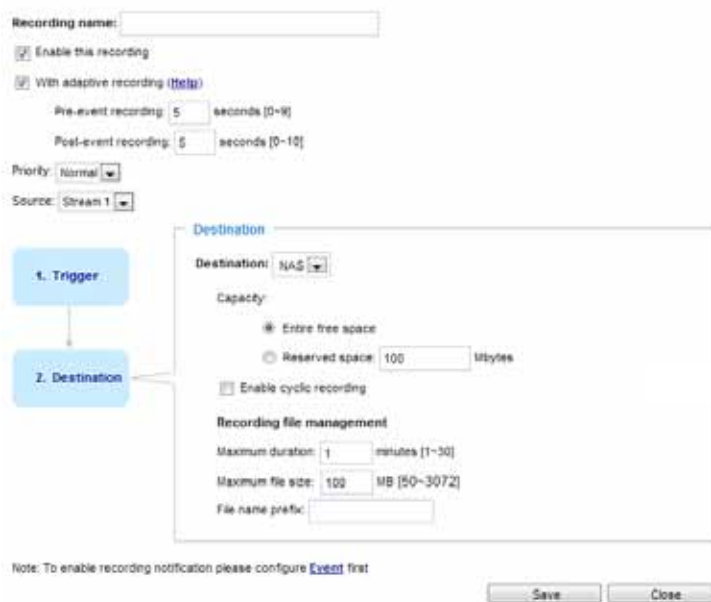 Recording name:
Enable this recording
With adaptive recording (Help)
Pre-event recording: 5 seconds [0~9]
Post-event recording: 5 seconds [0~10]
Priority: Normal
Source: Stream 1
Destination
1. Trigger
Destination: NAS
Capacity:
Entire free space
Reserved space: 100 Mbytes
2. Destination
Enable cyclic recording
Recording file management
Maximum duration: 1 minutes [1~30]
Maximum file size: 100 MB [50~3072]
File name prefix:
Note: To enable recording notification please configure Event first
Save Close